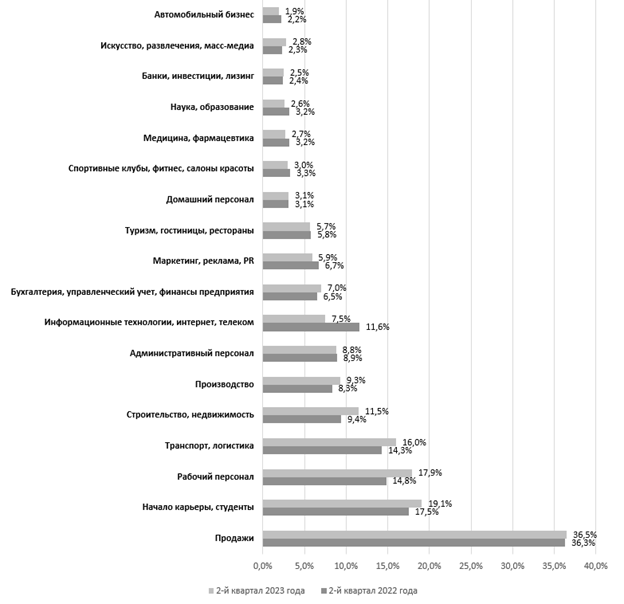 Автомобильный бизнес
1,9%
2,2%
Искусство, развлечения, масс-медиа
2,8%
2,3%
Банки, инвестиции, лизинг
2,5%
2,4%
Наука, образование
2,6%
3,2%
Медицина, фармацевтика
2,7%
3,2%
Спортивные клубы, фитнес, салоны красоты
3,0%
3,3%
Домашний персонал
3,1%
3,1%
Туризм, гостиницы, рестораны
5,7%
5,8%
Маркетинг, реклама, PR
5,9%
6,7%
Бухгалтерия, управленческий учет, финансы предприятия
7,0%
6,5%
Информационные технологии, интернет, телеком
7,5%
11,6%
Административный персонал
8,8%
8,9%
Производство
9,3%
8,3%
Строительство, недвижимость
11,5%
9,4%
Транспорт, логистика
16,0%
14,3%
Рабочий персонал
17,9%
14,8%
Начало карьеры, студенты
19,1%
17,5%
Продажи
36,5%
36,3%
0,0% 5,0% 10,0% 15,0% 20,0% 25,0% 30,0% 35,0% 40,0%
2-й квартал 2023 года 2-й квартал 2022 года